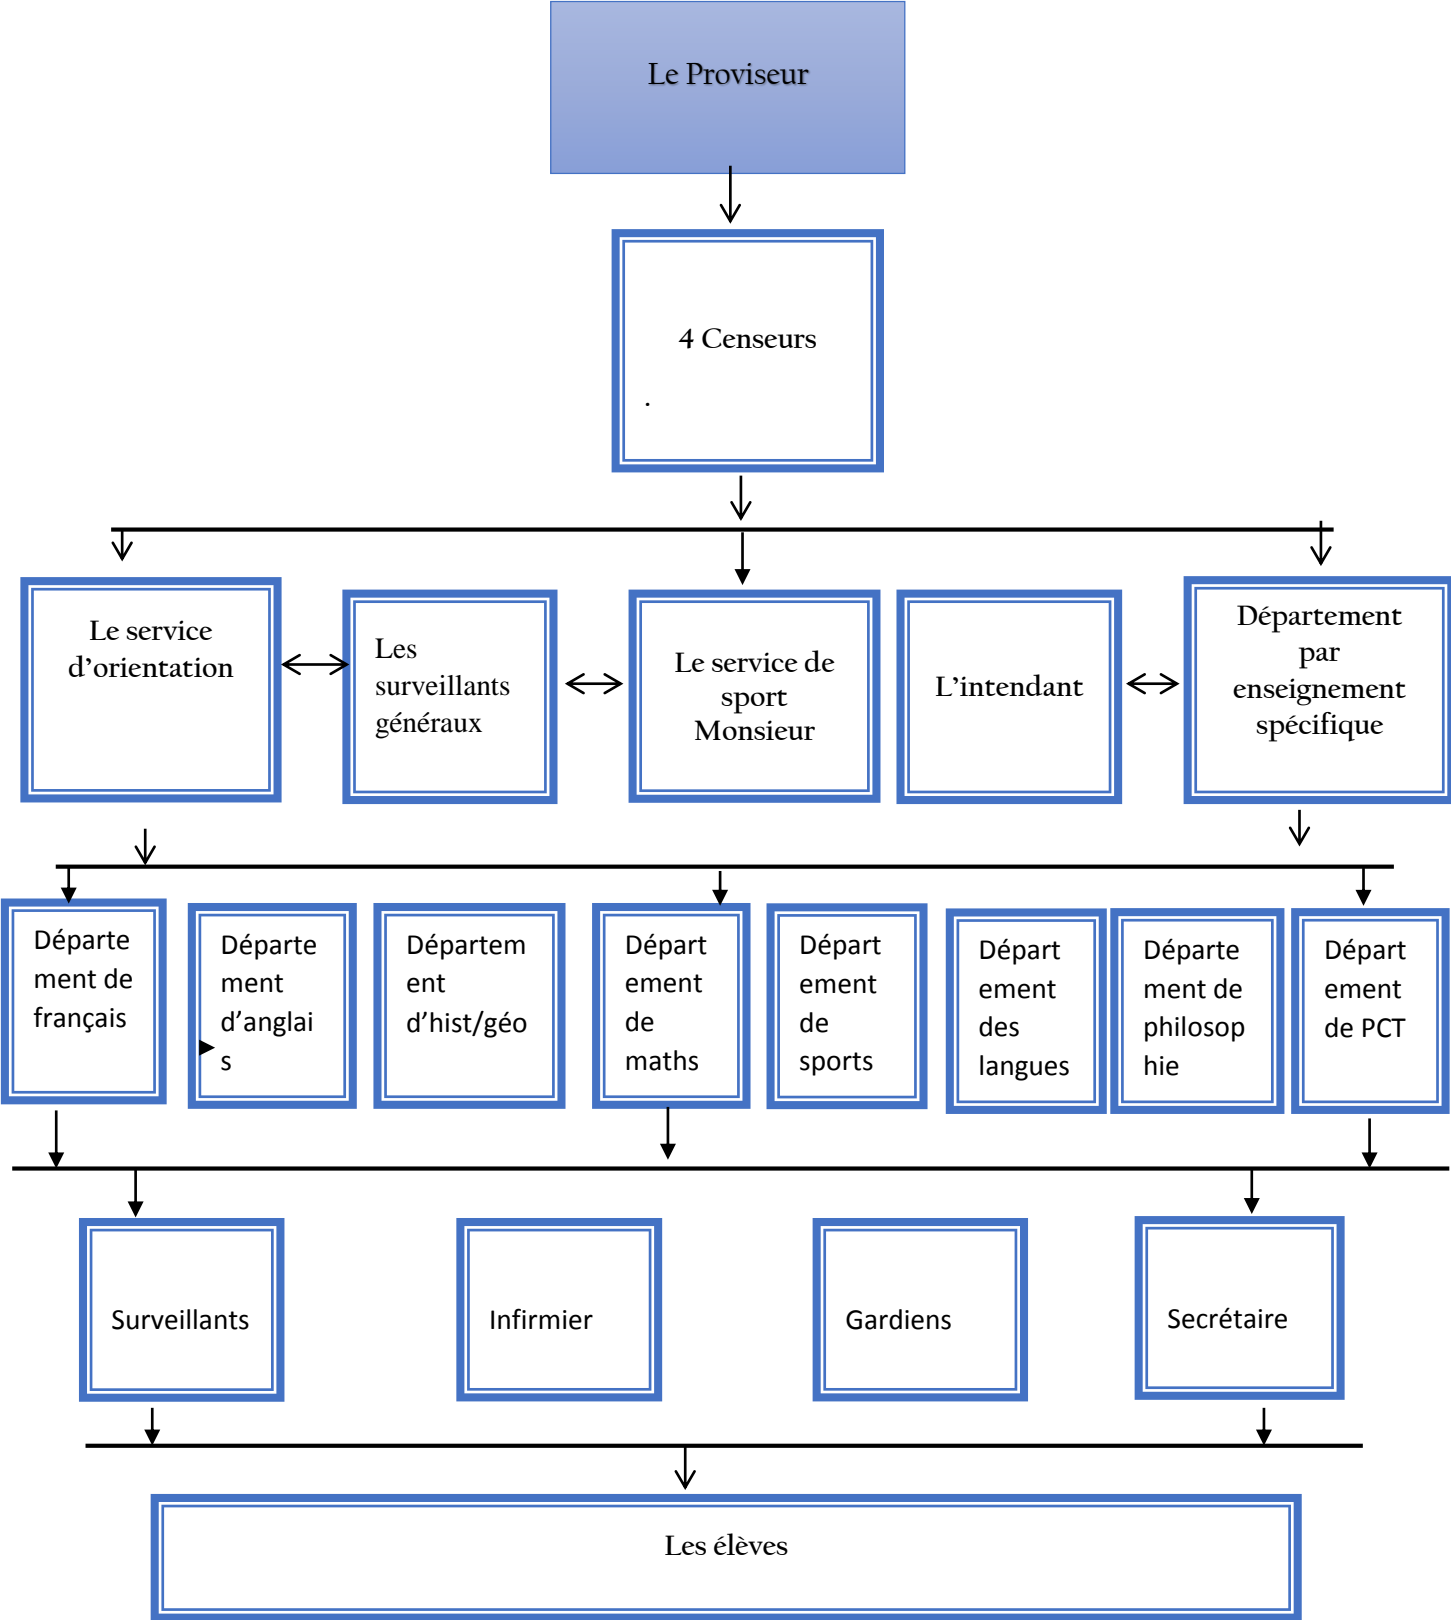 Le Proviseur
4 Censeurs
.
Le service
d’orientation
Les
surveillants
généraux
Le service de
sport
Monsieur
L’intendant
Département
par
enseignement
spécifique
Départe
ment de
français
Départe
ment
d’anglai
s
Départem
ent
d’hist/géo
Départ
ement
de
maths
Départ
ement
de
sports
Départ
ement
des
langues
Départe
ment de
philosop
hie
Départ
ement
de PCT
Surveillants
Infirmier
Gardiens
Secrétaire
Les élèves